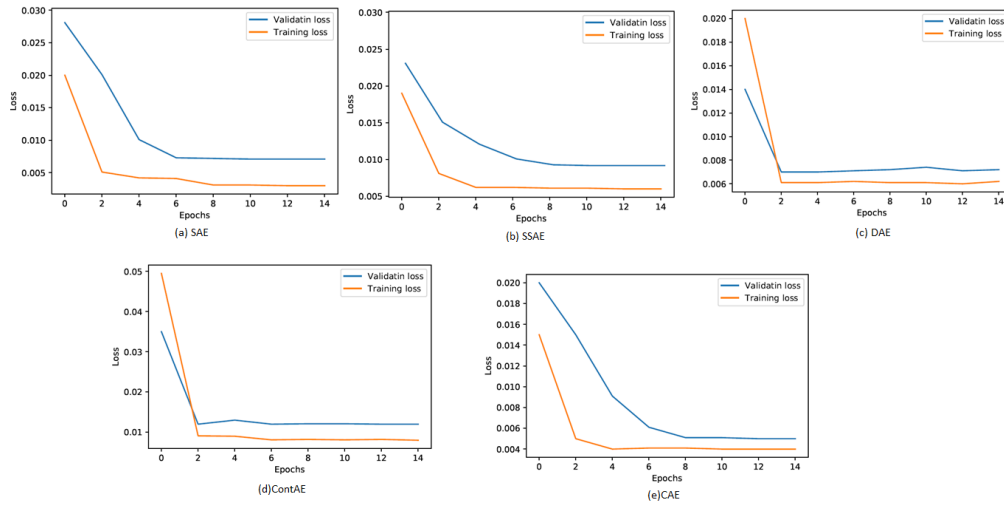 0.030
0.025
0.020
0.015
0.010
0.005
Loss
0 2 4 6 8 10 12 14
Epochs
Validatin loss
Training loss
(a) SAE
0.030
0.025
0.020
0.015
0.010
0.005
Loss
0 2 4 6 8 10 12 14
Epochs
Validatin loss
Training loss
(b) SSAE
0.020
0.018
0.016
0.014
0.012
0.010
0.008
0.006
Loss
0 2 4 6 8 10 12 14
Epochs
Validatin loss
Training loss
(c) DAE
0.05
0.04
0.03
0.02
0.01
Loss
0 2 4 6 8 10 12 14
Epochs
Validatin loss
Training loss
(d)ContAE
0.020
0.018
0.016
0.014
0.012
0.010
0.008
0.006
0.004
Loss
0 2 4 6 8 10 12 14
Epochs
Validatin loss
Training loss
(e)CAE